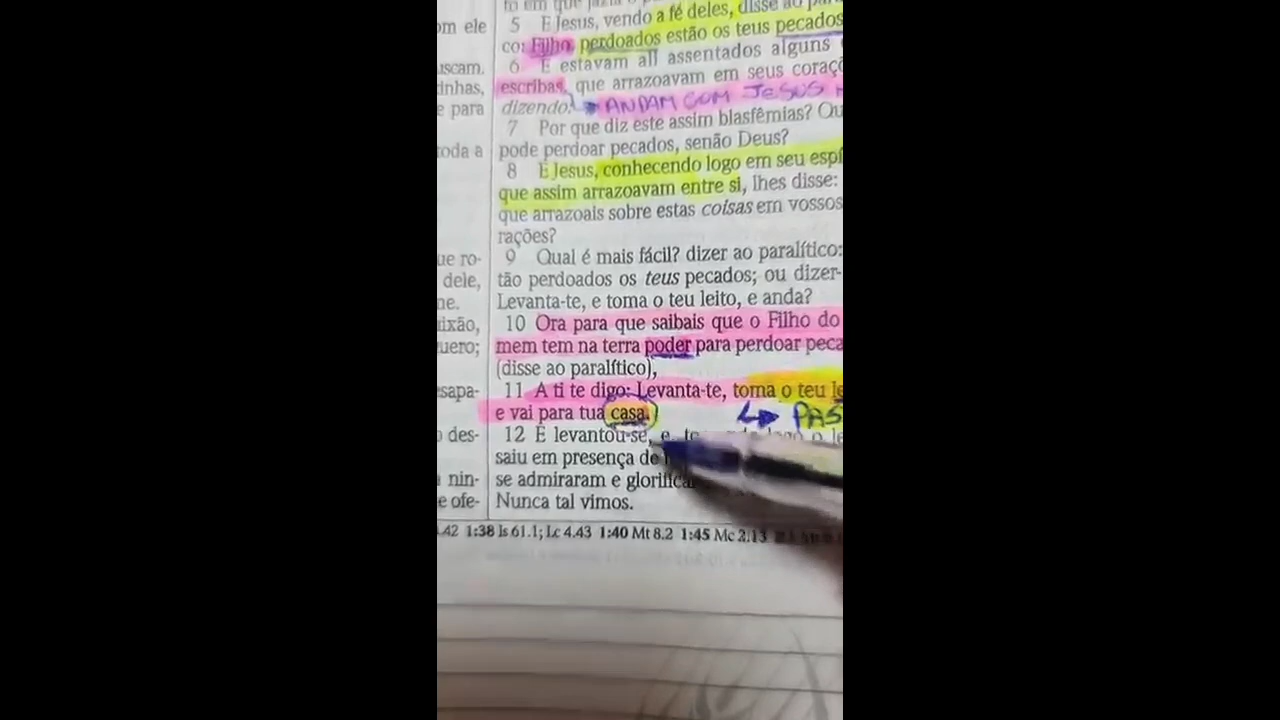 om ele
uscam.
inhas,
e para
toda a
ue ro-
dele,
ne.
aixão,
uero;
esapa-
o des-
nin-
e ofe-
5 E Jesus, vendo a fé deles, disse ao
co: Filho, perdoados estão os teus pecados
6 E estavam ali assentados alguns
escribas, que arrazoavam em seus coraçõ
dizendo: ANDAM COM JESUS
7 Por que diz este assim blasfêmias? Qu
pode perdoar pecados, senão Deus?
8 E Jesus, conhecendo logo em seu espí
que assim arrazoavam entre si, lhes disse:
que arrazoais sobre estas coisas em vossos
rações?
9 Qual é mais fácil? dizer ao paralítico:
tão perdoados os teus pecados; ou dizer-
Levanta-te, e toma o teu leito, e anda?
10 Ora para que saibais que o Filho do
mem tem na terra poder para perdoar peca
(disse ao paralítico),
11 A ti te digo: Levanta-te, toma o teu le
e vai para tua casa. PAS
12 E levantou-se, e, o le
saiu em presença de
se admiraram e glorifica
Nunca tal vimos.
.42 1:38 Is 61.1; Lc 4.43 1:40 Mt 8.2 1:45 Mc 2.13